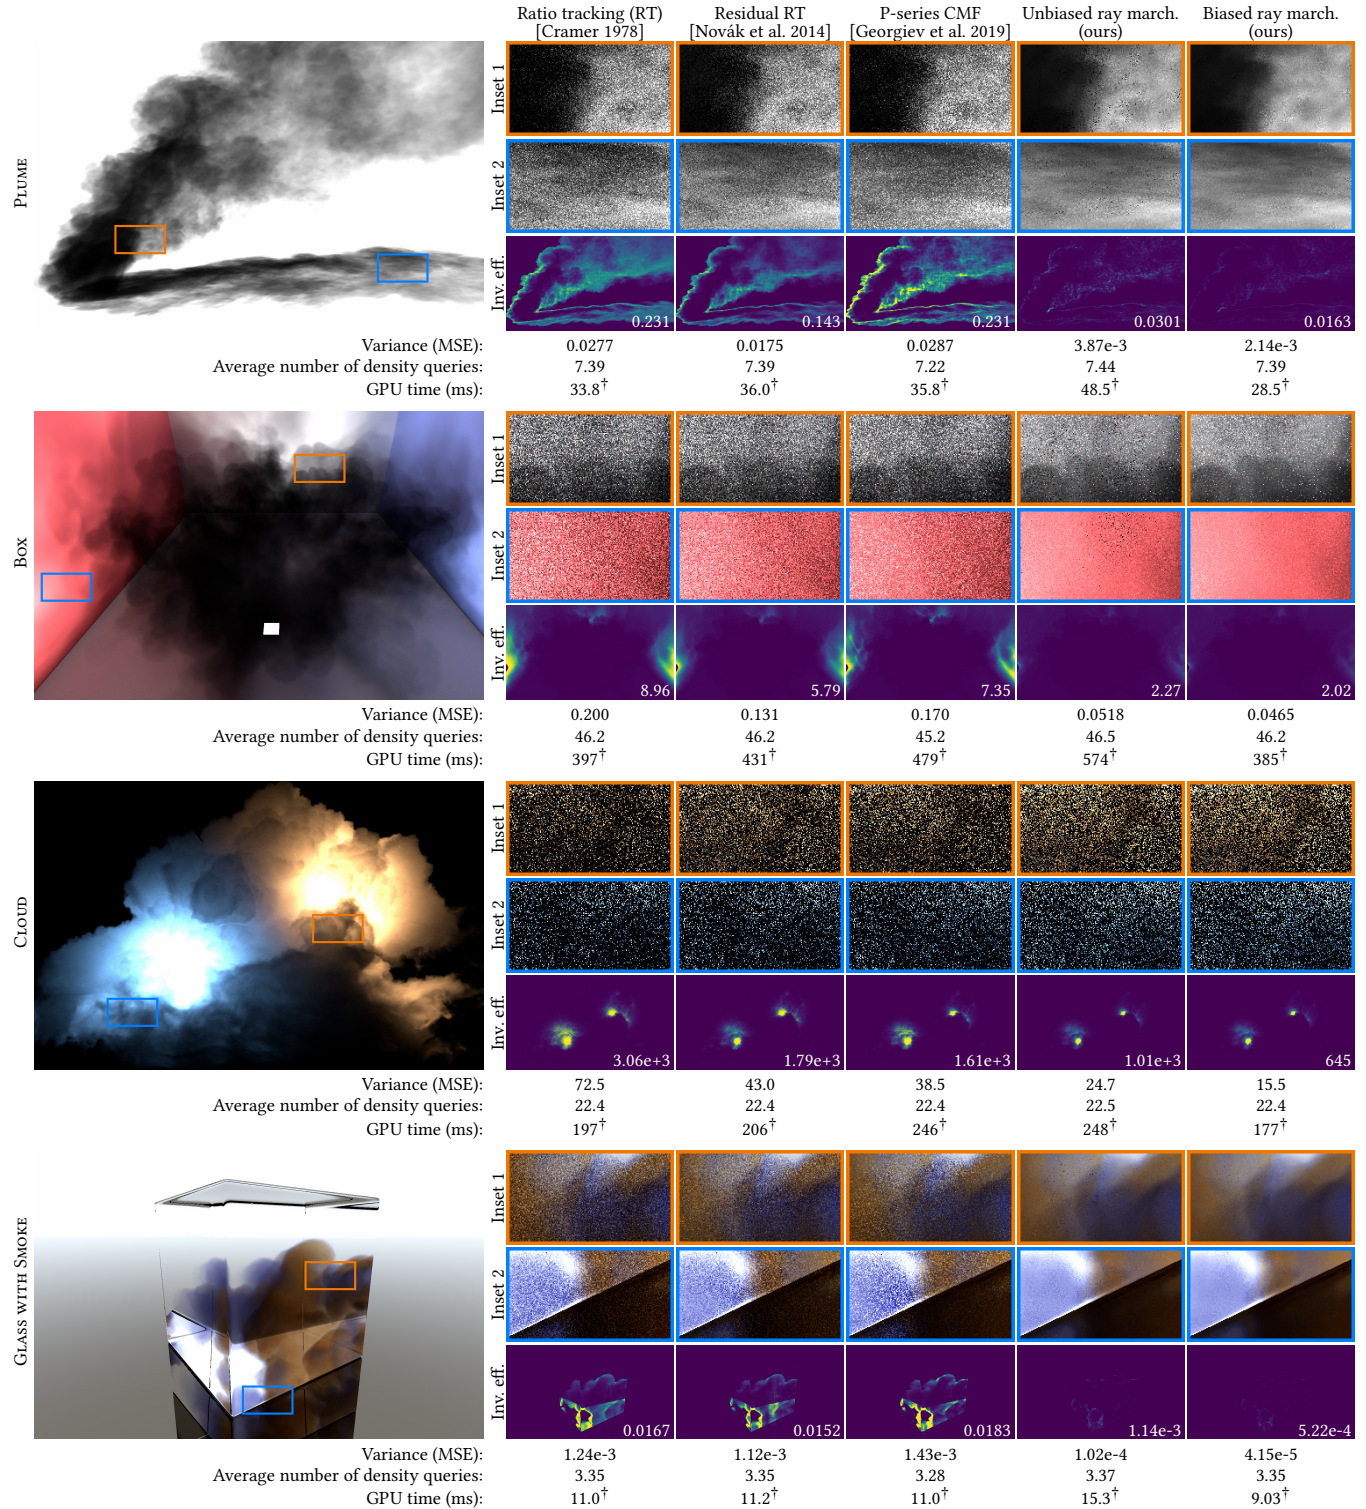 Ratio tracking (RT) Residual RT P-series CMF Unbiased ray march. Biased ray march.
[Cramer 1978] [Novák et al. 2014] [Georgiev et al. 2019] (ours) (ours)
Plume
Inset 1
Inset 2
Inv. eff.
0.231 0.143 0.231 0.0301 0.0163
Variance (MSE): 0.0277 0.0175 0.0287 3.87e-3 2.14e-3
Average number of density queries: 7.39 7.39 7.22 7.44 7.39
GPU time (ms): 33.8† 36.0† 35.8† 48.5† 28.5†
Box
Inset 1
Inset 2
Inv. eff.
8.96 5.79 7.35 2.27 2.02
Variance (MSE): 0.200 0.131 0.170 0.0518 0.0465
Average number of density queries: 46.2 46.2 45.2 46.5 46.2
GPU time (ms): 397† 431† 479† 574† 385†
Cloud
Inset 1
Inset 2
Inv. eff.
3.06e+3 1.79e+3 1.61e+3 1.01e+3 645
Variance (MSE): 72.5 43.0 38.5 24.7 15.5
Average number of density queries: 22.4 22.4 22.4 22.5 22.4
GPU time (ms): 197† 206† 246† 248† 177†
Glass with Smoke
Inset 1
Inset 2
Inv. eff.
0.0167 0.0152 0.0183 1.14e-3 5.22e-4
Variance (MSE): 1.24e-3 1.12e-3 1.43e-3 1.02e-4 4.15e-5
Average number of density queries: 3.35 3.35 3.28 3.37 3.35
GPU time (ms): 11.0† 11.2† 11.0† 15.3† 9.03†